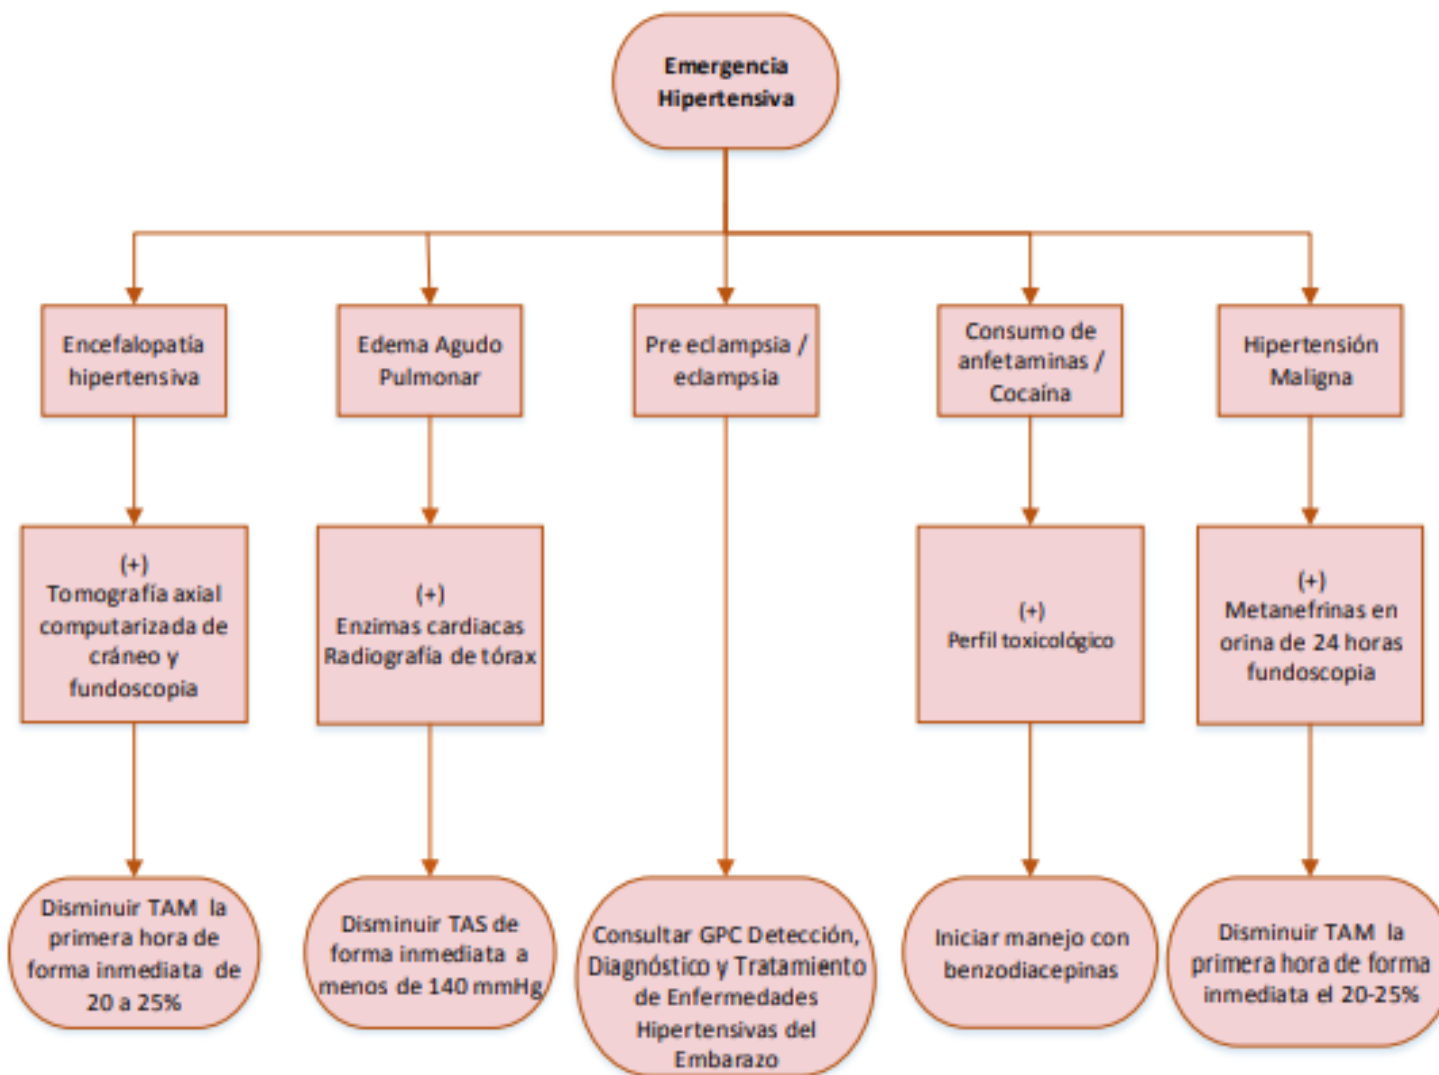 Emergencia
Hipertensiva
Encefalopatía
hipertensiva
Edema Agudo
Pulmonar
Pre eclampsia /
eclampsia
Consumo de
anfetaminas /
Cocaína
Hipertensión
Maligna
(+)
Tomografía axial
computarizada de
cráneo y
fundoscopia
(+)
Enzimas cardiacas
Radiografía de tórax
(+)
Perfil toxicológico
(+)
Metanefrinas en
orina de 24 horas
fundoscopia
Disminuir TAM la
primera hora de
forma inmediata de
20 a 25%
Disminuir TAS de
forma inmediata a
menos de 140 mmHg
Consultar GPC Detección,
Diagnóstico y Tratamiento
de Enfermedades
Hipertensivas del
Embarazo
Iniciar manejo con
benzodiacepinas
Disminuir TAM la
primera hora de forma
inmediata el 20-25%